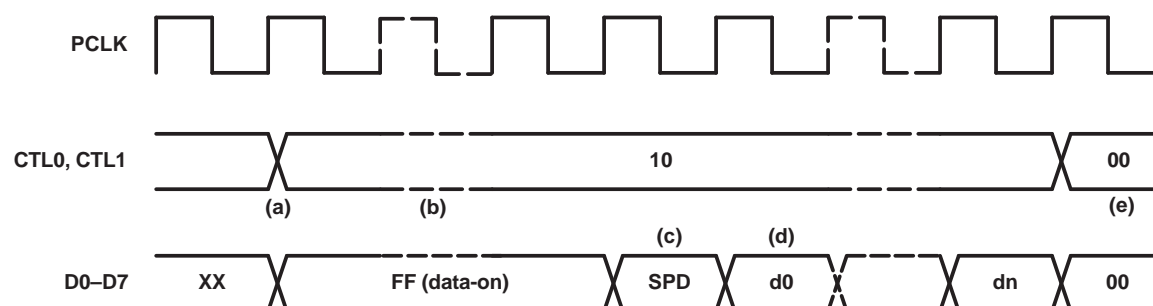 PCLK
CTL0, CTL1
10
00
(a)
(b)
(e)
(c)
(d)
D0–D7
XX
FF (data-on)
SPD
d0
dn
00